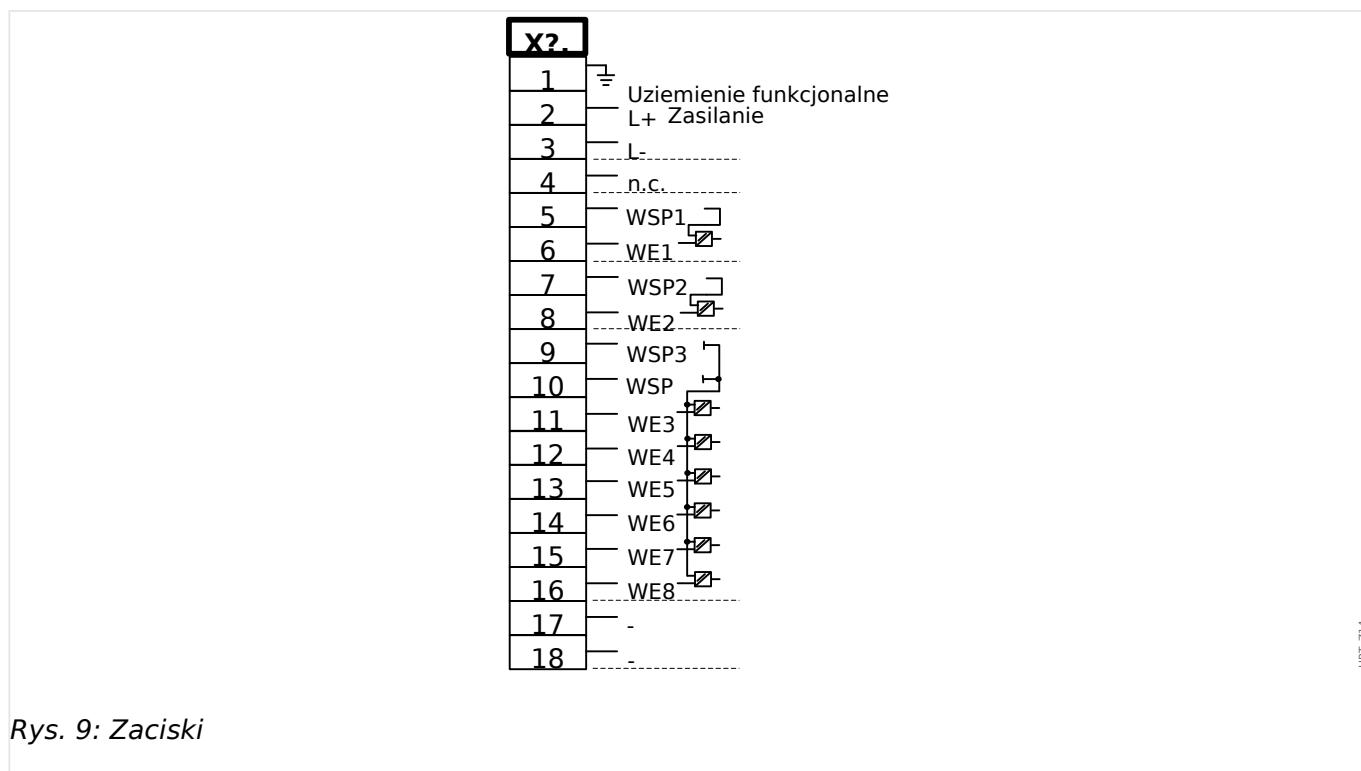 X?.
1
Uziemienie funkcjonalne
2 L+ Zasilanie
3 L-
4 n.c.
5 WSP1
6 WE1
7 WSP2
8 WE2
9 WSP3
10 WSP
11 WE3
12 WE4
13 WE5
14 WE6
15 WE7
16 WE8
17 -
18 -
Rys. 9: Zaciski